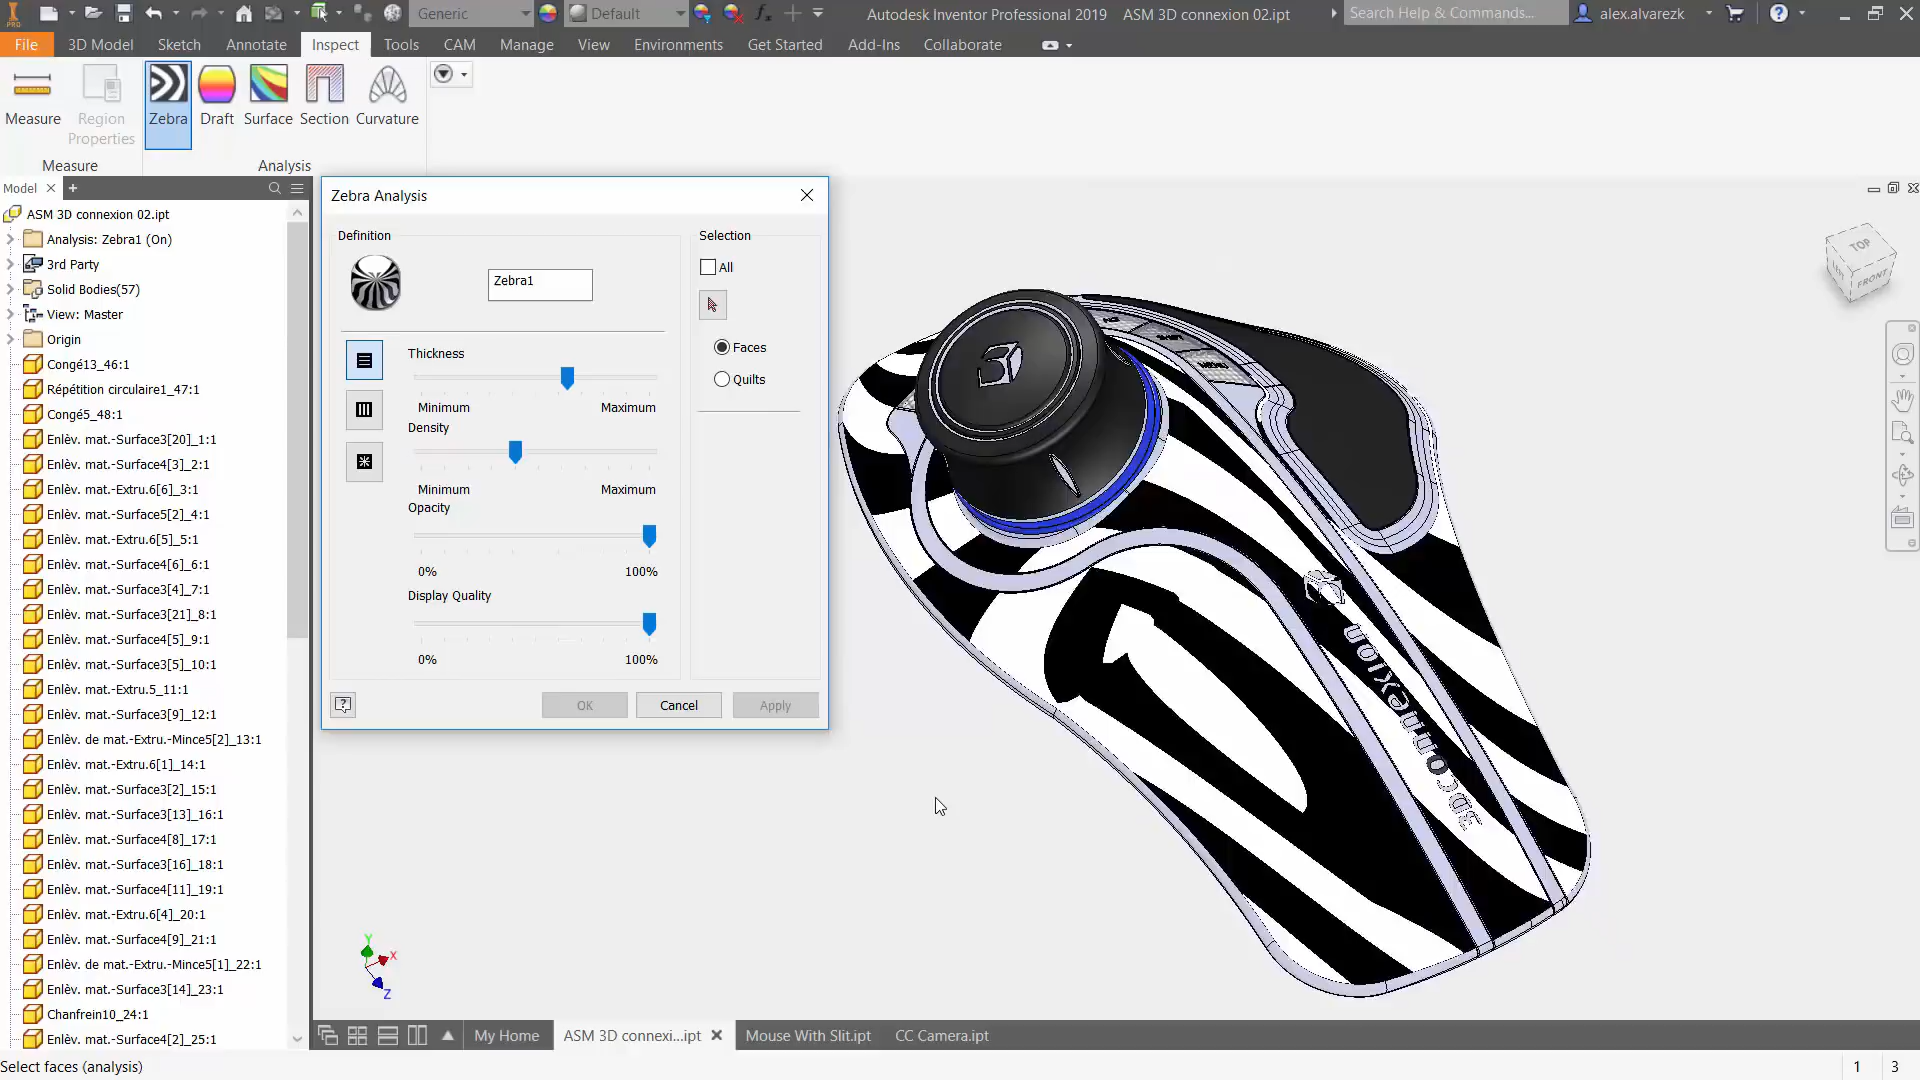 PRO
Generic
Default
Autodesk Inventor Professional 2019 ASM 3D connexion 02.ipt
Search Help & Commands...
alex.alvarezk
File 3D Model Sketch Annotate Inspect Tools CAM Manage View Environments Get Started Add-Ins Collaborate
Measure
Region Properties
Zebra
Draft
Surface
Section
Curvature
Measure
Analysis
Model
ASM 3D connexion 02.ipt
Analysis: Zebra1 (On)
3rd Party
Solid Bodies(57)
View: Master
Origin
Congé13_46:1
Répétition circulaire1_47:1
Congé5_48:1
Enlèv. mat.-Surface3[20]_1:1
Enlèv. mat.-Surface4[3]_2:1
Enlèv. mat.-Extru.6[6]_3:1
Enlèv. mat.-Surface5[2]_4:1
Enlèv. mat.-Extru.6[5]_5:1
Enlèv. mat.-Surface4[6]_6:1
Enlèv. mat.-Surface3[4]_7:1
Enlèv. mat.-Surface3[21]_8:1
Enlèv. mat.-Surface4[5]_9:1
Enlèv. mat.-Surface3[5]_10:1
Enlèv. mat.-Extru.5_11:1
Enlèv. mat.-Surface3[9]_12:1
Enlèv. de mat.-Extru.-Mince5[2]_13:1
Enlèv. mat.-Extru.6[1]_14:1
Enlèv. mat.-Surface3[2]_15:1
Enlèv. mat.-Surface3[13]_16:1
Enlèv. mat.-Surface4[8]_17:1
Enlèv. mat.-Surface3[16]_18:1
Enlèv. mat.-Surface4[11]_19:1
Enlèv. mat.-Extru.6[4]_20:1
Enlèv. mat.-Surface4[9]_21:1
Enlèv. de mat.-Extru.-Mince5[1]_22:1
Enlèv. mat.-Surface3[14]_23:1
Chanfrein10_24:1
Enlèv. mat.-Surface4[2]_25:1
Zebra Analysis
Definition
Zebra1
Thickness
Minimum Maximum
Density
Minimum Maximum
Opacity
0% 100%
Display Quality
0% 100%
Selection
All
Faces
Quilts
OK Cancel Apply
TOP
LEFT
FRONT
MENU
3Dconnexion
Y
X
Z
My Home
ASM 3D connexi...ipt
Mouse With Slit.ipt
CC Camera.ipt
Select faces (analysis)
1 3